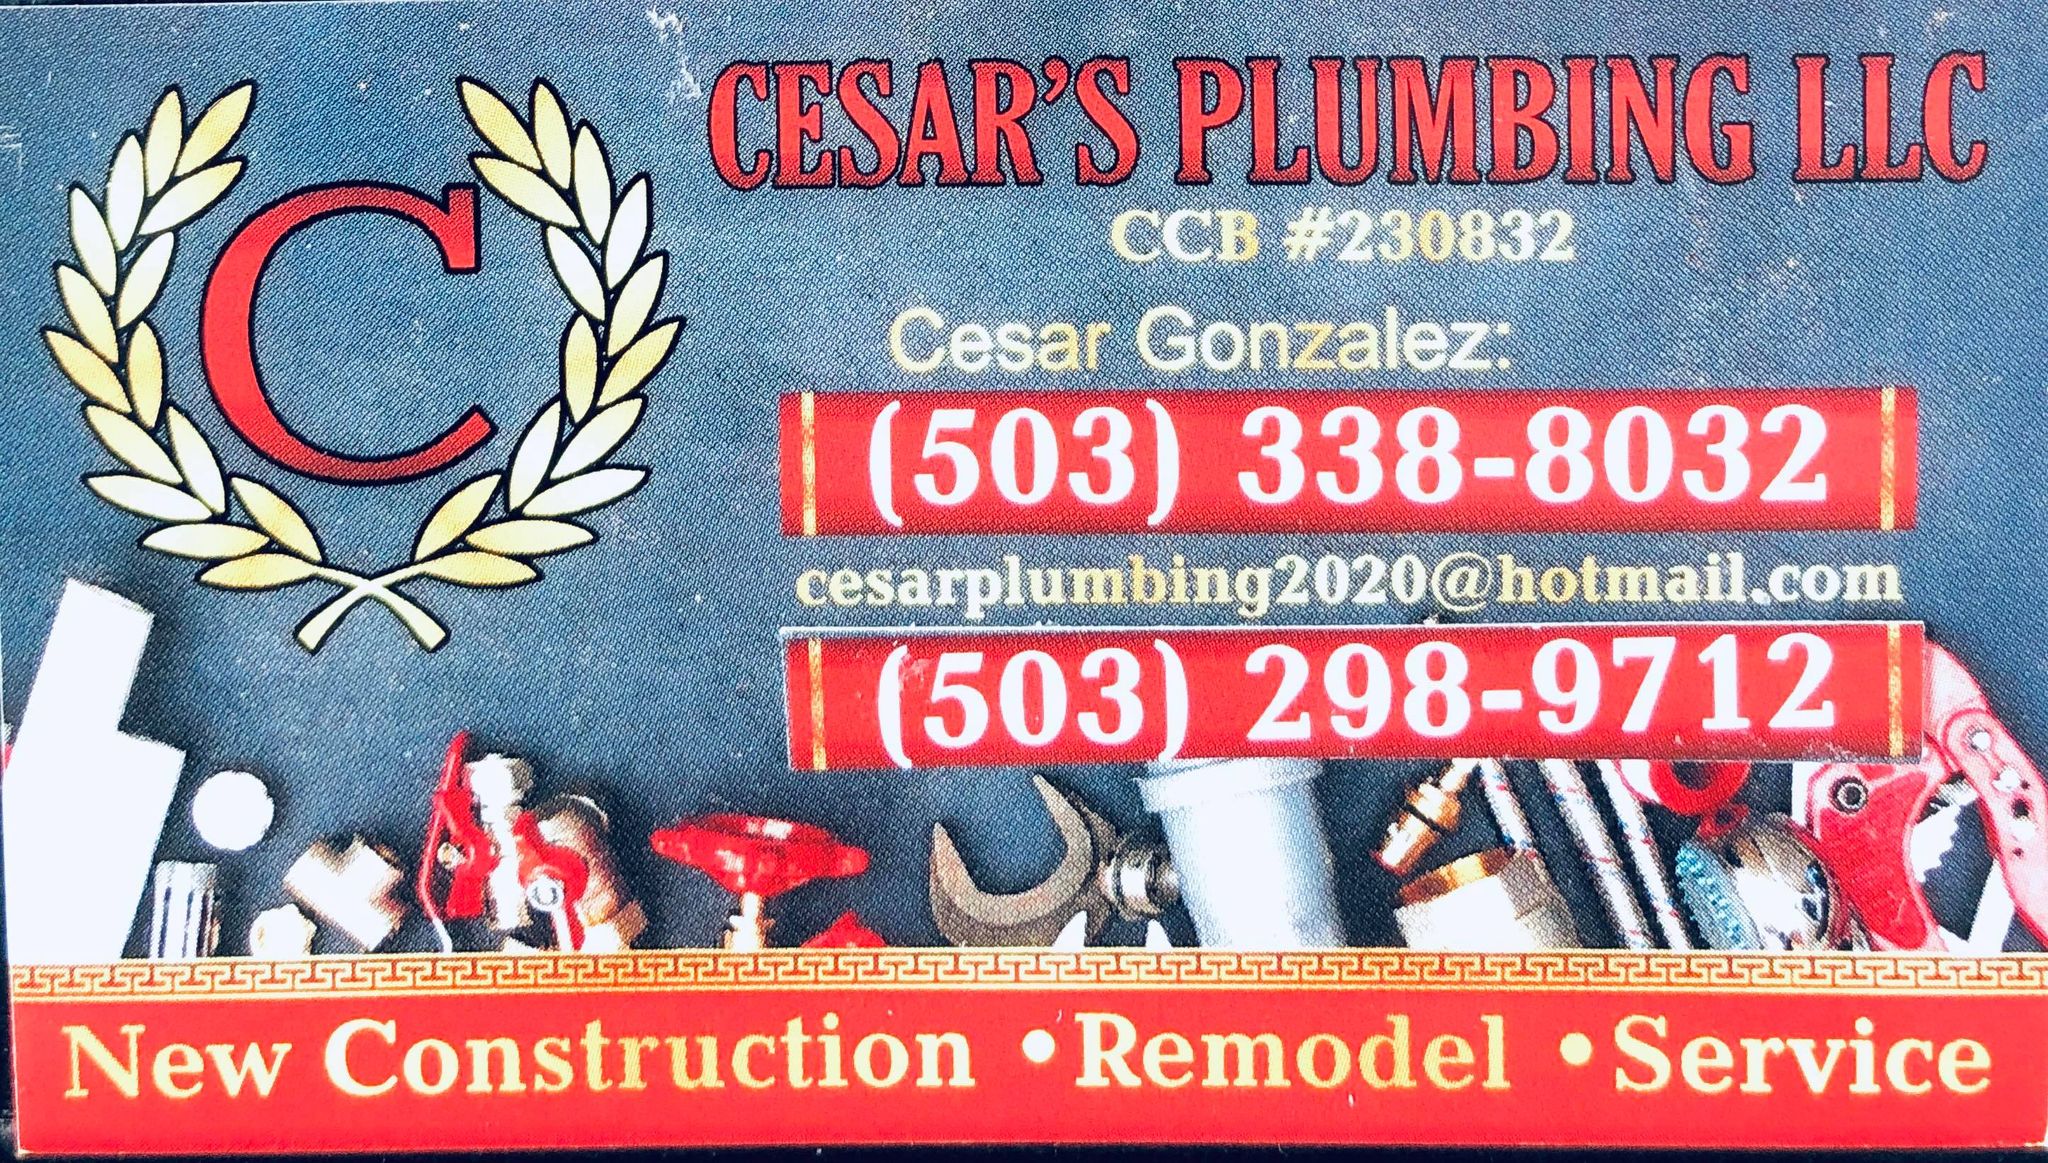 C
CESAR'S PLUMBING LLC
CCB #230832
Cesar Gonzalez:
(503) 338-8032
cesarplumbing2020@hotmail.com
(503) 298-9712
New Construction • Remodel • Service